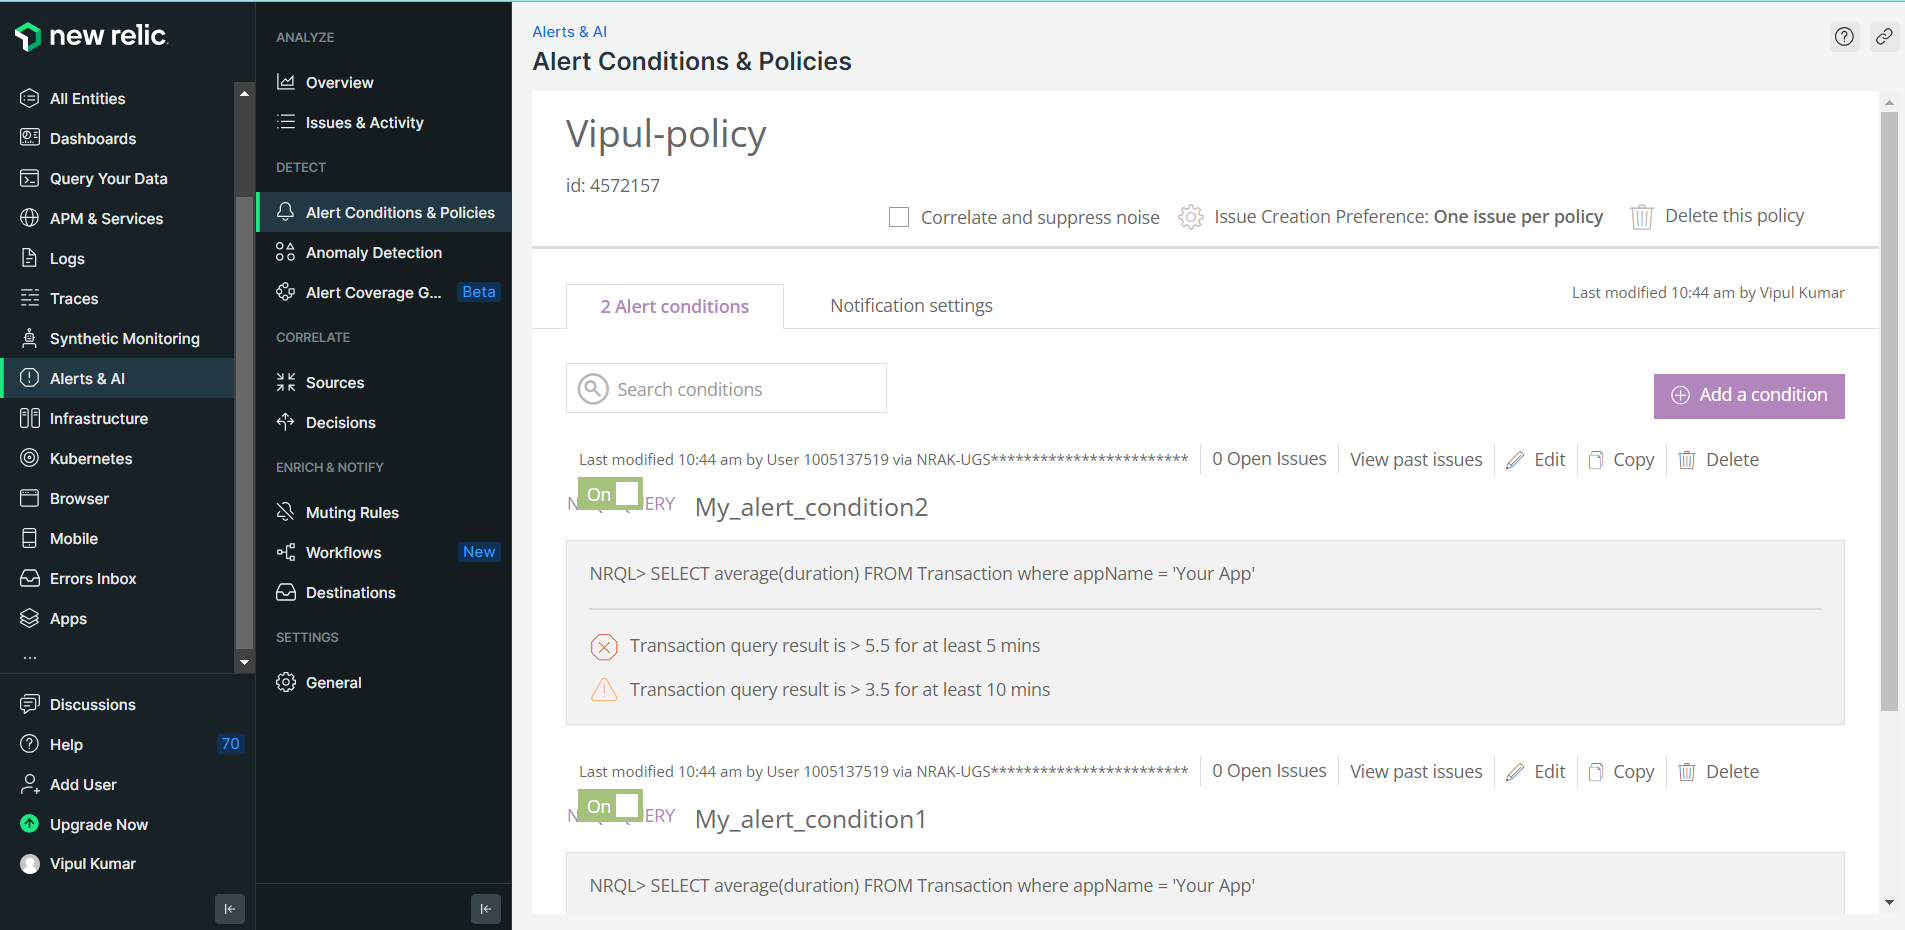 new relic.
All Entities
Dashboards
Query Your Data
APM & Services
Logs
Traces
Synthetic Monitoring
Alerts & AI
Infrastructure
Kubernetes
Browser
Mobile
Errors Inbox
Apps
...
Discussions
Help 70
Add User
Upgrade Now
Vipul Kumar
ANALYZE
Overview
Issues & Activity
DETECT
Alert Conditions & Policies
Anomaly Detection
Alert Coverage G... Beta
CORRELATE
Sources
Decisions
ENRICH & NOTIFY
Muting Rules
Workflows New
Destinations
SETTINGS
General
Alerts & AI
Alert Conditions & Policies
Vipul-policy
id: 4572157
Correlate and suppress noise Issue Creation Preference: One issue per policy Delete this policy
2 Alert conditions Notification settings Last modified 10:44 am by Vipul Kumar
Search conditions
Add a condition
Last modified 10:44 am by User 1005137519 via NRAK-UGS************************ 0 Open Issues View past issues Edit Copy Delete
On
ERY My_alert_condition2
NRQL> SELECT average(duration) FROM Transaction where appName = 'Your App'
Transaction query result is > 5.5 for at least 5 mins
Transaction query result is > 3.5 for at least 10 mins
Last modified 10:44 am by User 1005137519 via NRAK-UGS************************ 0 Open Issues View past issues Edit Copy Delete
On
ERY My_alert_condition1
NRQL> SELECT average(duration) FROM Transaction where appName = 'Your App'